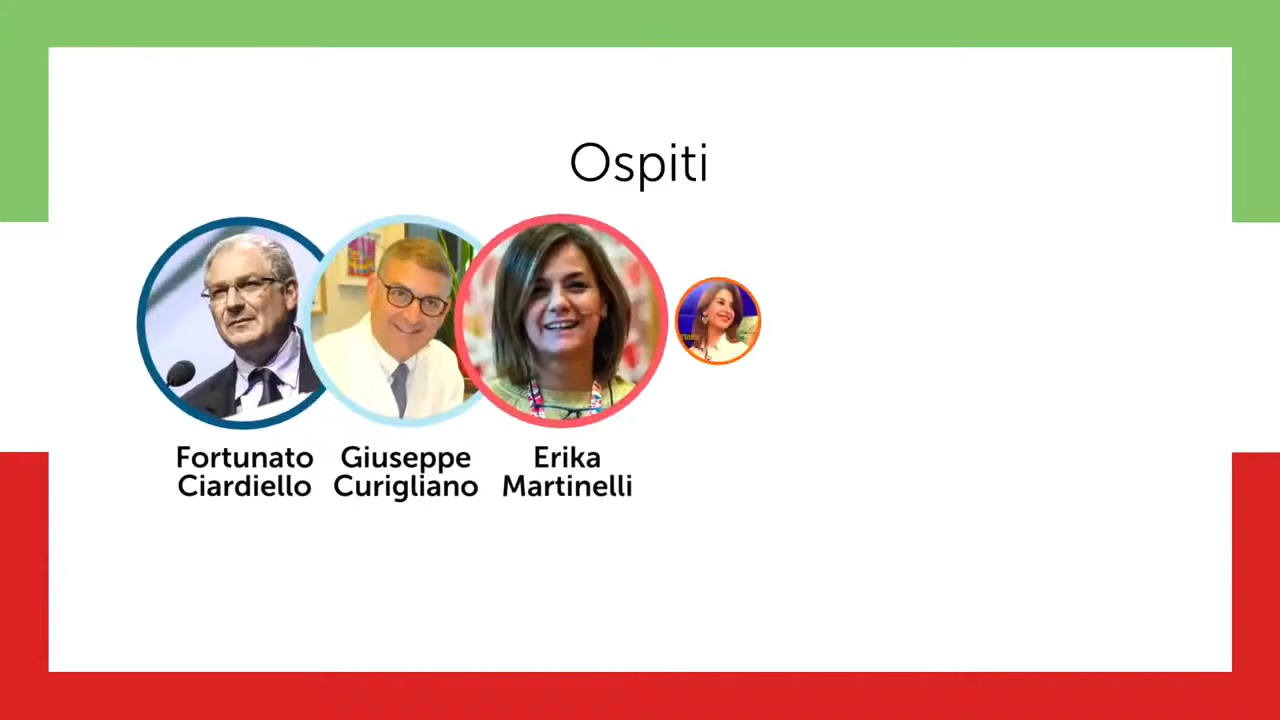 Ospiti
Fortunato
Ciardiello
Giuseppe
Curigliano
Erika
Martinelli